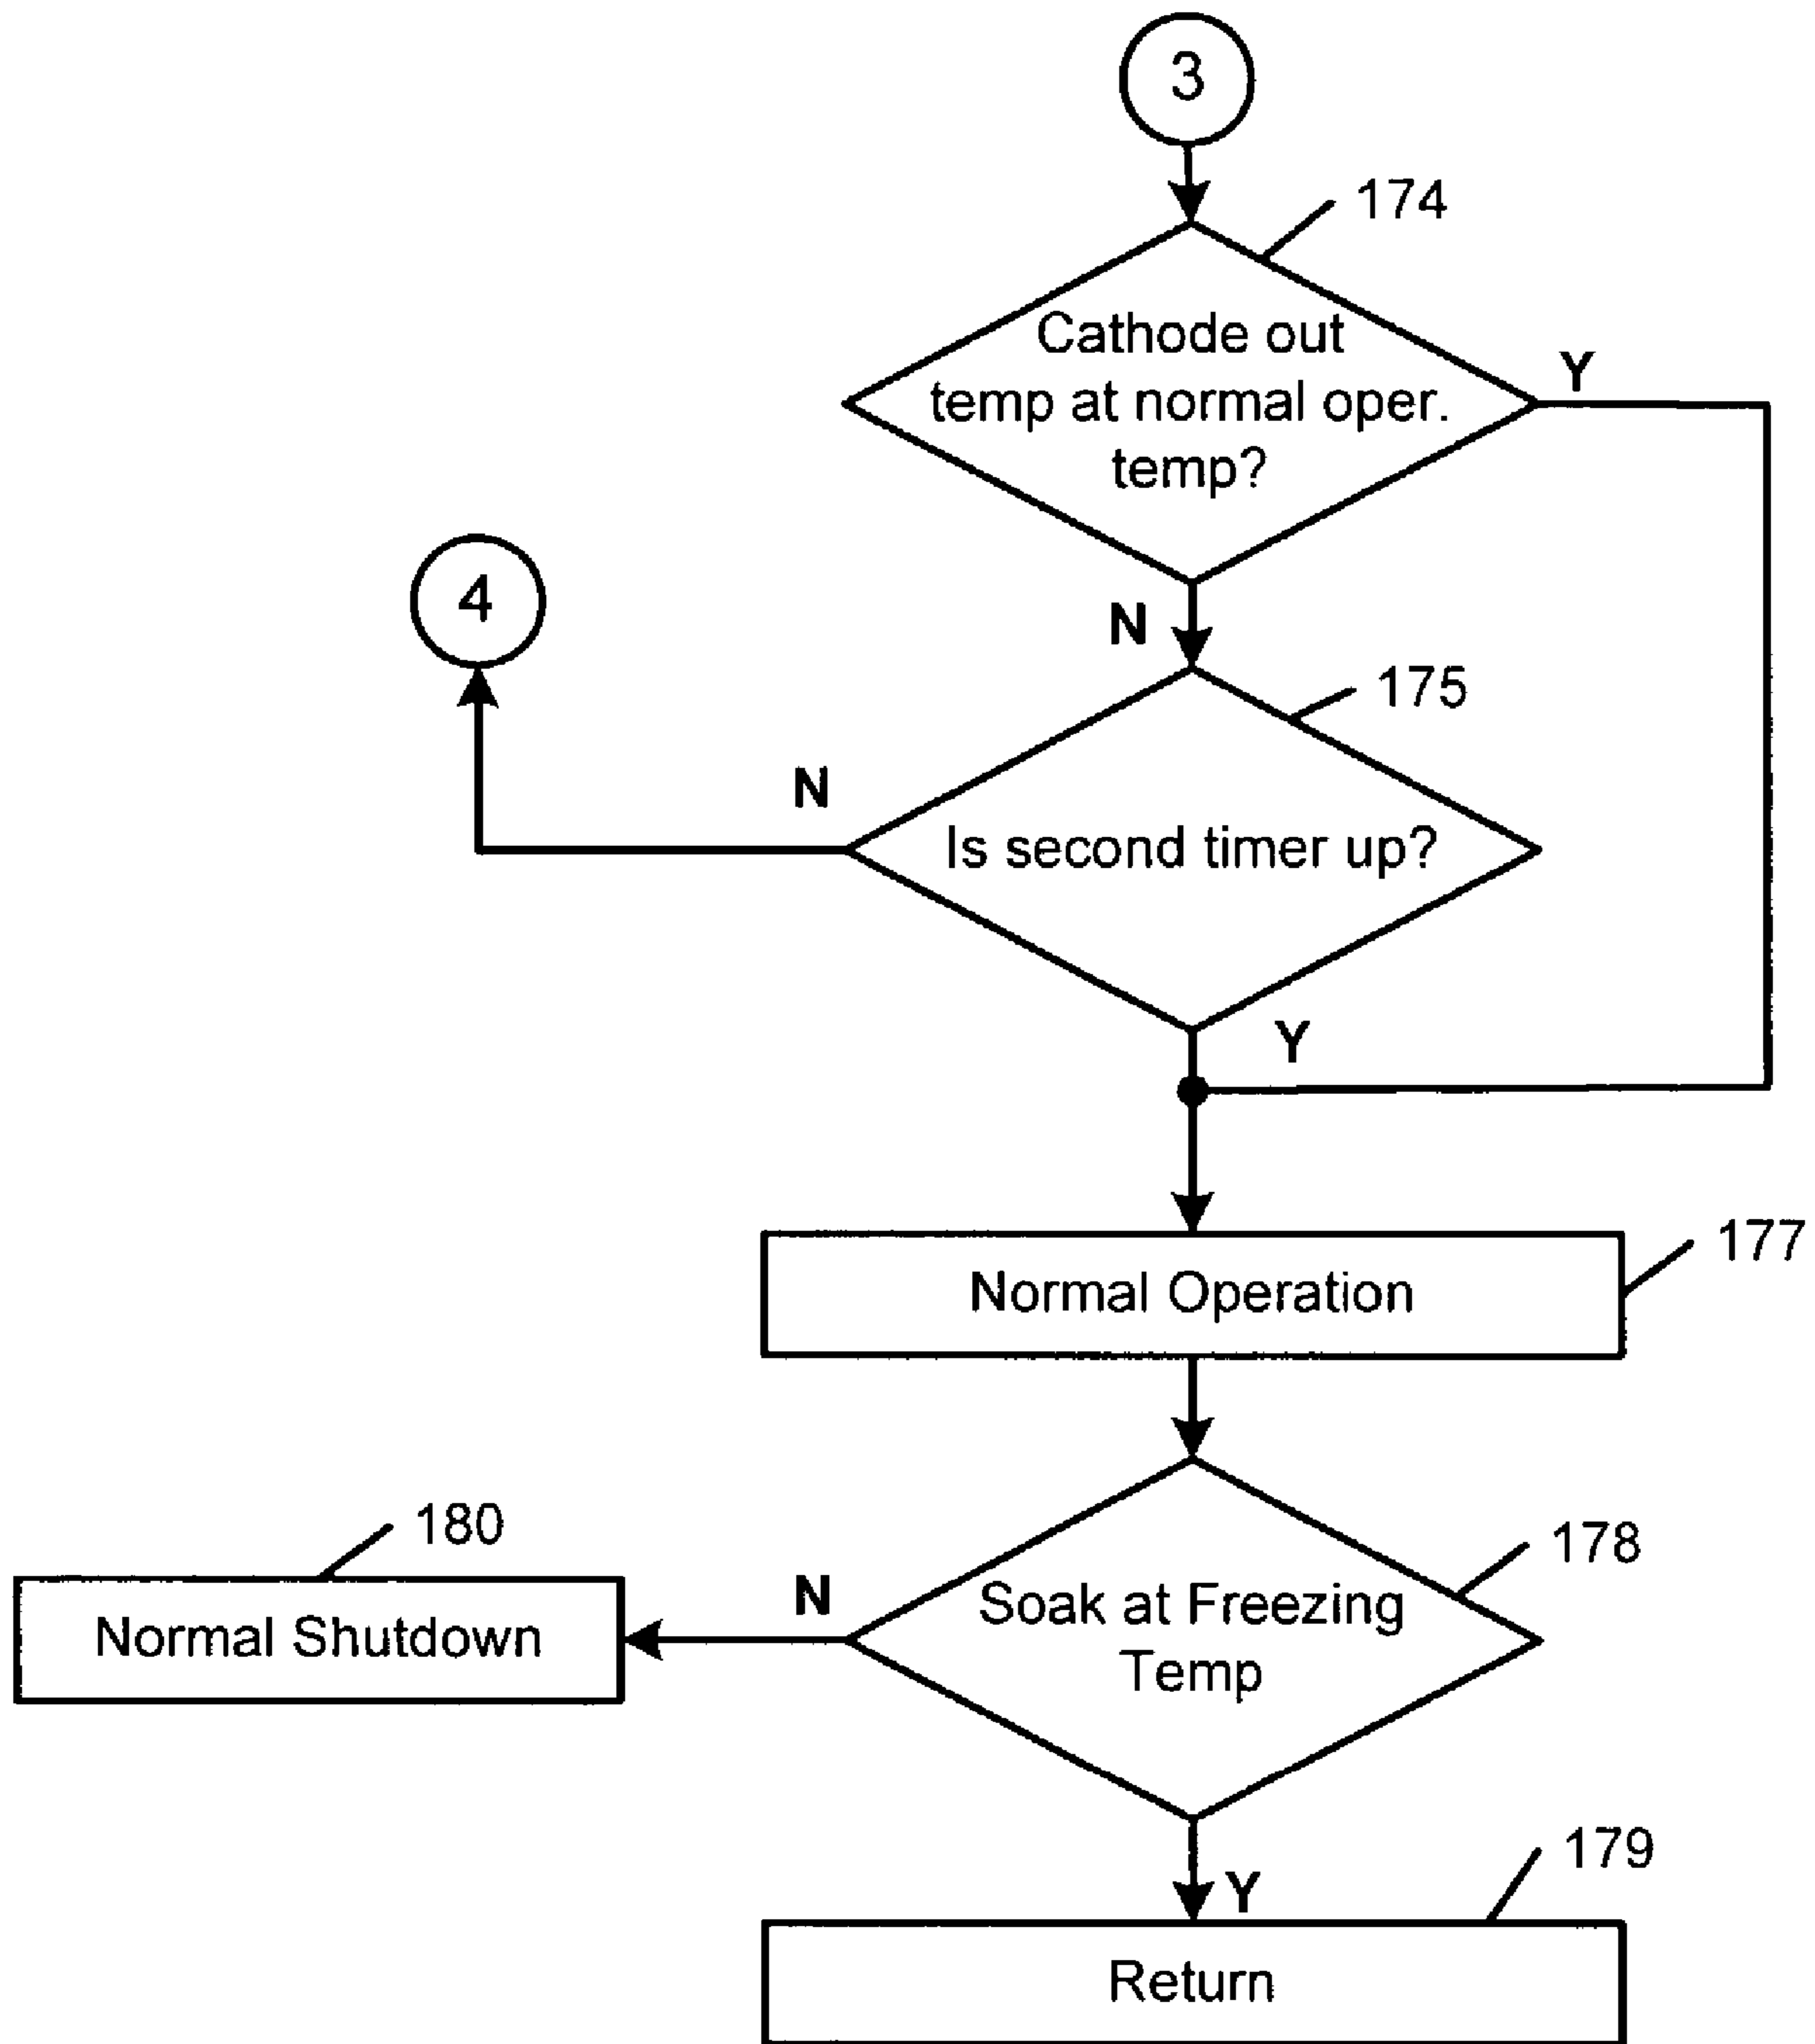 3
174
Cathode out
temp at normal oper.
temp?
Y
4
N
175
N
Is second timer up?
Y
177
Normal Operation
180
178
N
Soak at Freezing
Temp
Normal Shutdown
179
Y
Return